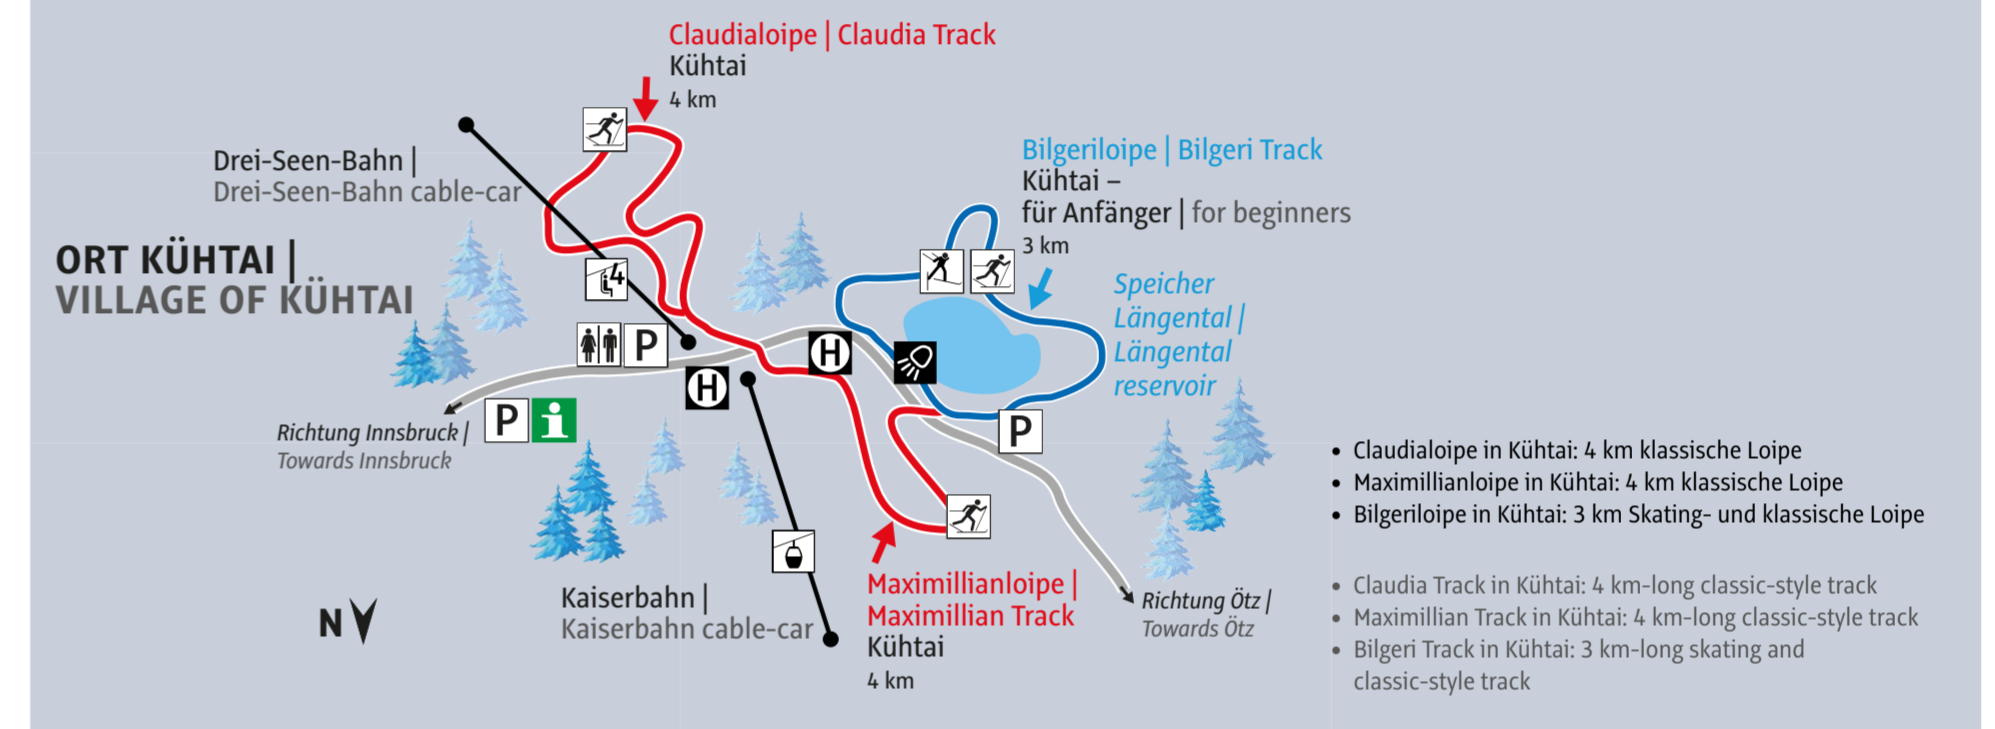 Claudialoipe | Claudia Track
Kühtai
4 km
Drei-Seen-Bahn |
Drei-Seen-Bahn cable-car
Bilgeriloipe | Bilgeri Track
Kühtai –
für Anfänger | for beginners
3 km
ORT KÜHTAI |
VILLAGE OF KÜHTAI
4
Speicher
Längental |
Längental
reservoir
P
H
H
P
i
P
Richtung Innsbruck |
Towards Innsbruck
• Claudialoipe in Kühtai: 4 km klassische Loipe
• Maximillianloipe in Kühtai: 4 km klassische Loipe
• Bilgeriloipe in Kühtai: 3 km Skating- und klassische Loipe
Kaiserbahn |
Kaiserbahn cable-car
N
Maximillianloipe |
Maximillian Track
Kühtai
4 km
Richtung Ötz |
Towards Ötz
• Claudia Track in Kühtai: 4 km-long classic-style track
• Maximillian Track in Kühtai: 4 km-long classic-style track
• Bilgeri Track in Kühtai: 3 km-long skating and
classic-style track